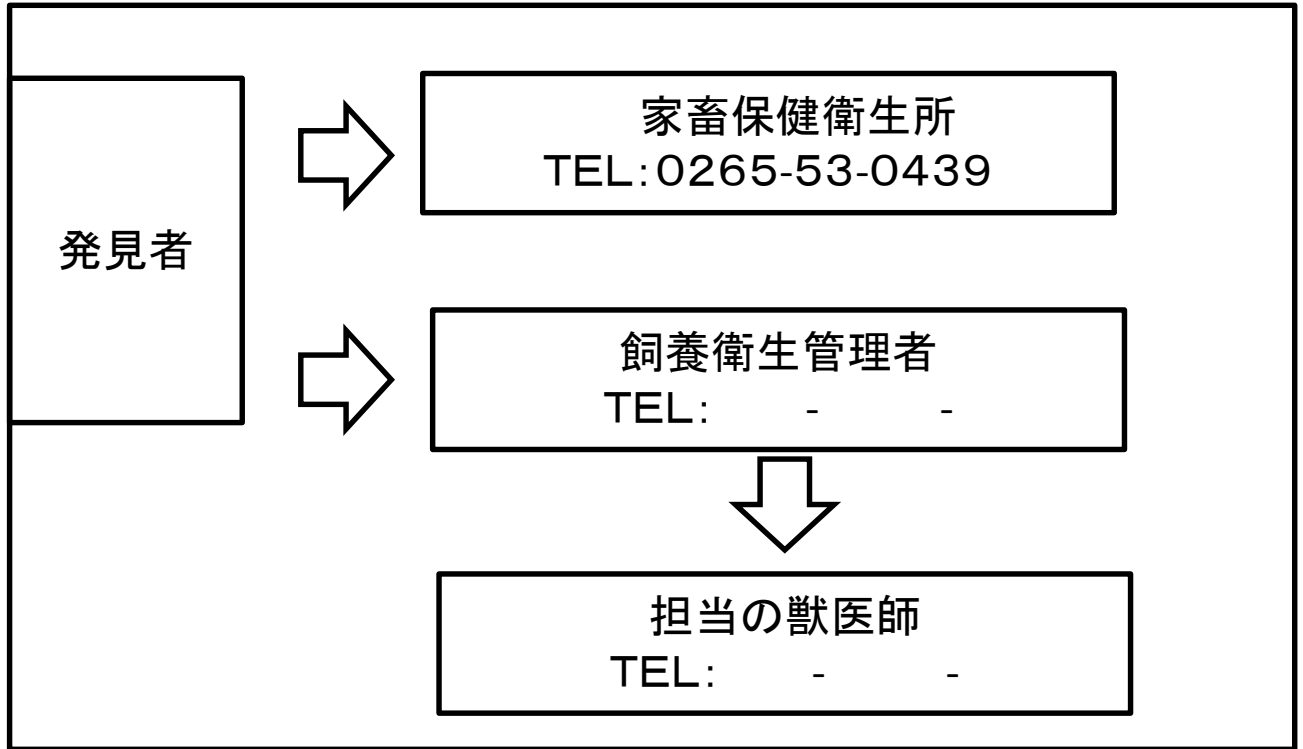 発見者
家畜保健衛生所
TEL:0265-53-0439
飼養衛生管理者
TEL:　　-　　-
担当の獣医師
TEL:　　-　　-